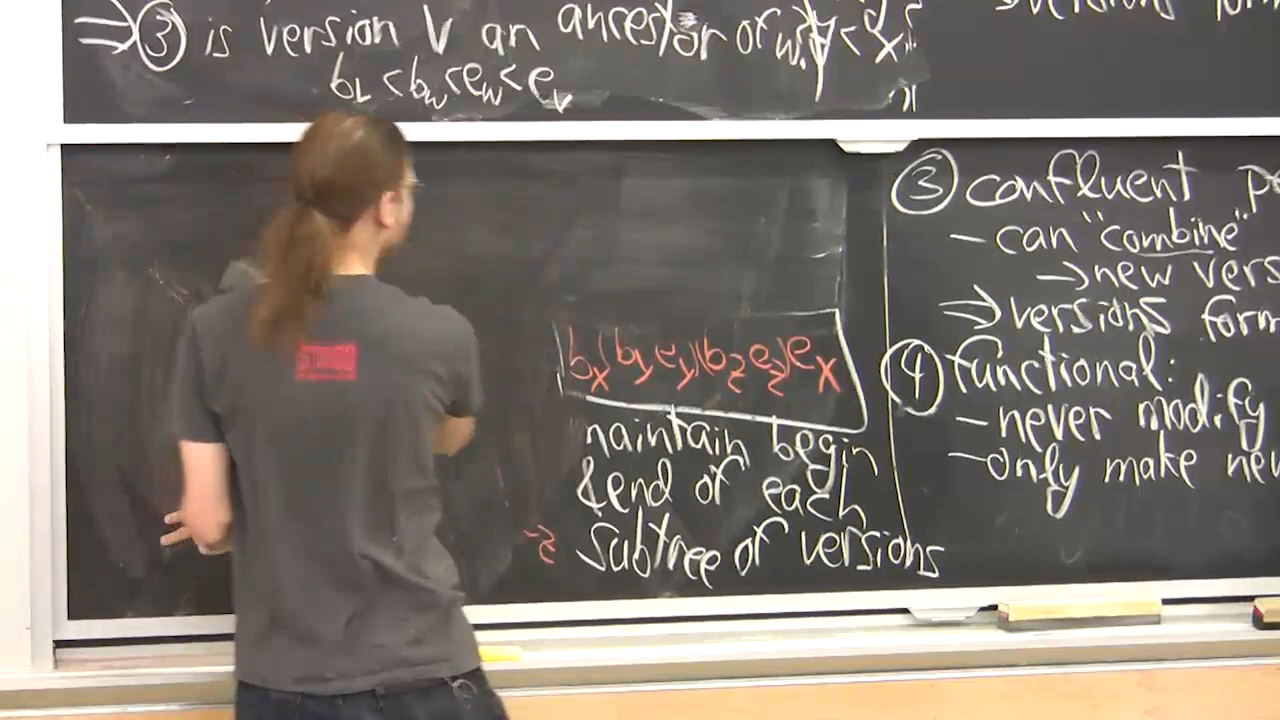 ⇒ ③ is version V an ancestor of w?
b_v < b_w < e_w < e_v
b_x b_y e_y b_z e_z e_x
maintain begin
& end of each
subtree of versions
③ confluent
- can "combine"
→ new vers
⇒ versions form
④ functional:
- never modify
- only make new